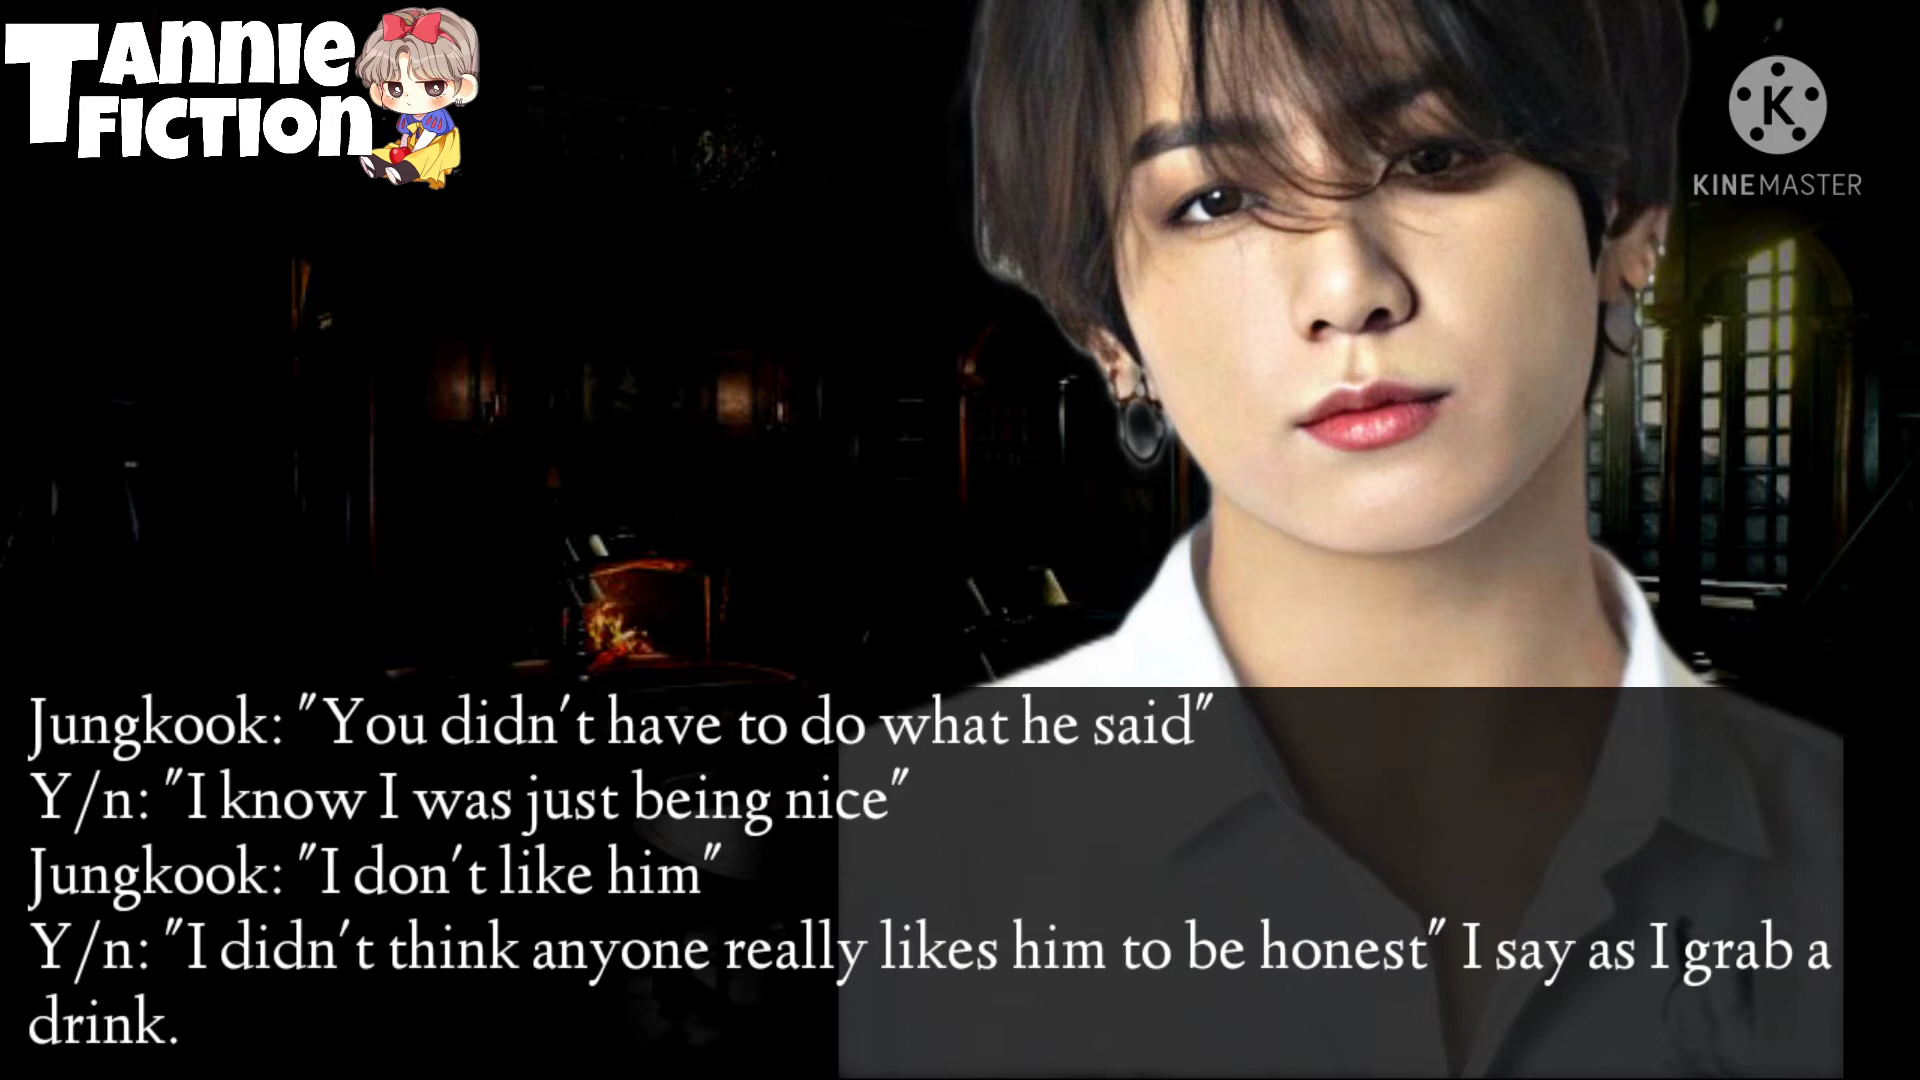 TANNIE
FICTION
K
KINEMASTER
Jungkook: "You didn't have to do what he said"
Y/n: "I know I was just being nice"
Jungkook: "I don't like him"
Y/n: "I didn't think anyone really likes him to be honest" I say as I grab a
drink.